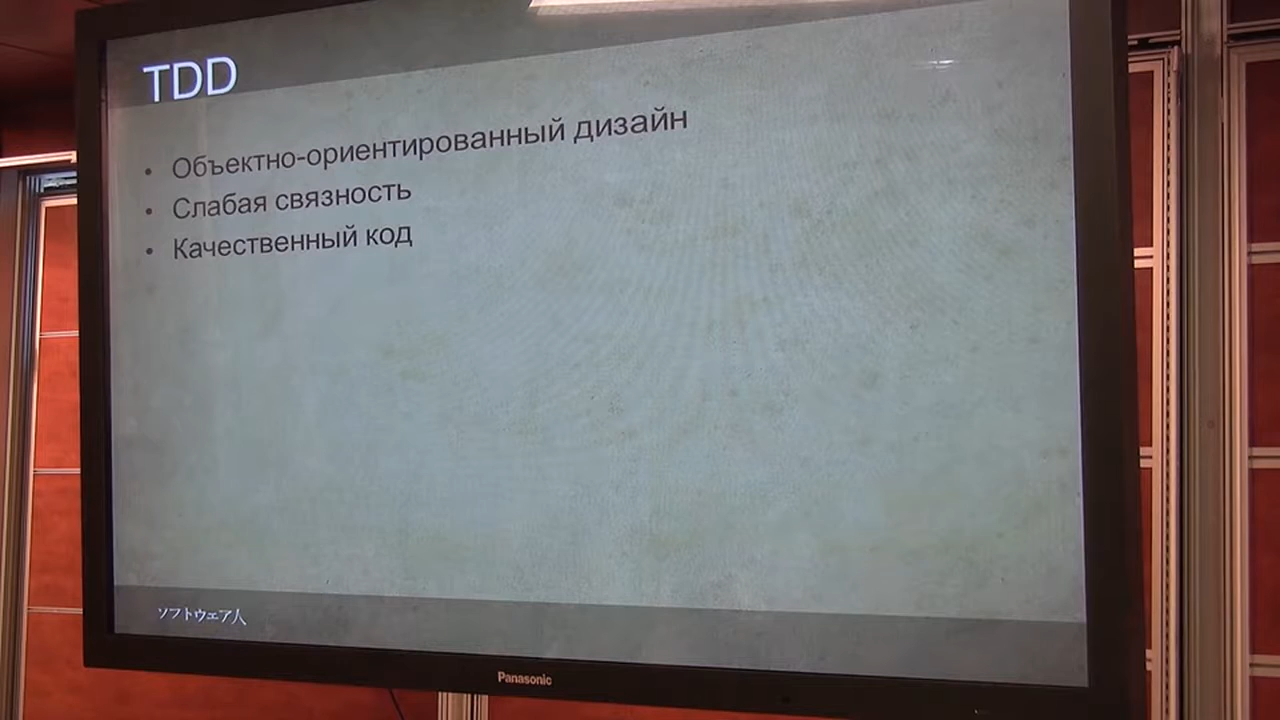 TDD
• Объектно-ориентированный дизайн
• Слабая связность
• Качественный код
ソフトウェア人
Panasonic